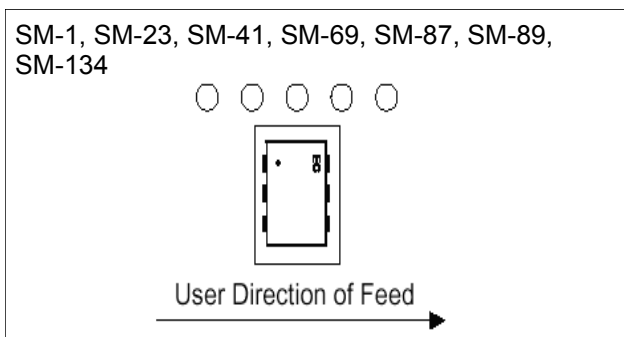 SM-1, SM-23, SM-41, SM-69, SM-87, SM-89,
SM-134
User Direction of Feed